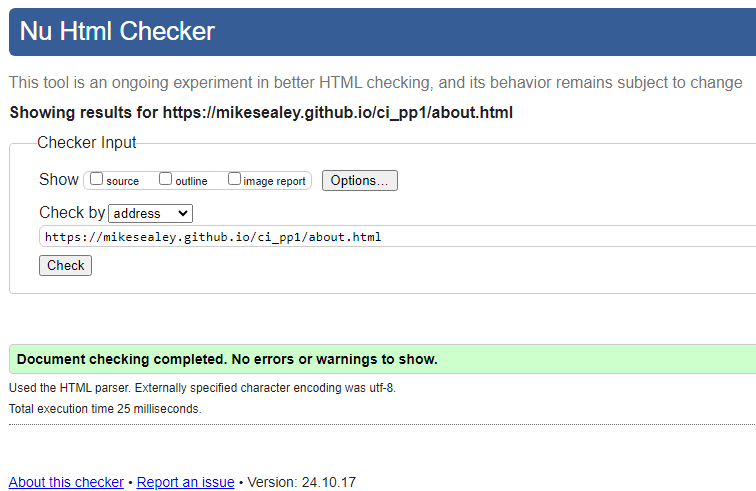 Nu Html Checker
This tool is an ongoing experiment in better HTML checking, and its behavior remains subject to change
Showing results for https://mikesealey.github.io/ci_pp1/about.html
Checker Input
Show source outline image report Options...
Check by address
https://mikesealey.github.io/ci_pp1/about.html
Check
Document checking completed. No errors or warnings to show.
Used the HTML parser. Externally specified character encoding was utf-8.
Total execution time 25 milliseconds.
About this checker • Report an issue • Version: 24.10.17